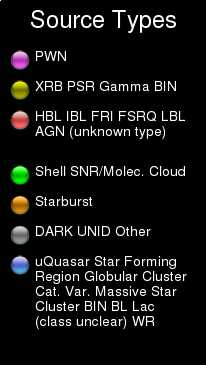 Source Types
PWN
XRB PSR Gamma BIN
HBL IBL FRI FSRQ LBL
AGN (unknown type)
Shell SNR/Molec. Cloud
Starburst
DARK UNID Other
uQuasar Star Forming
Region Globular Cluster
Cat. Var. Massive Star
Cluster BIN BL Lac
(class unclear) WR